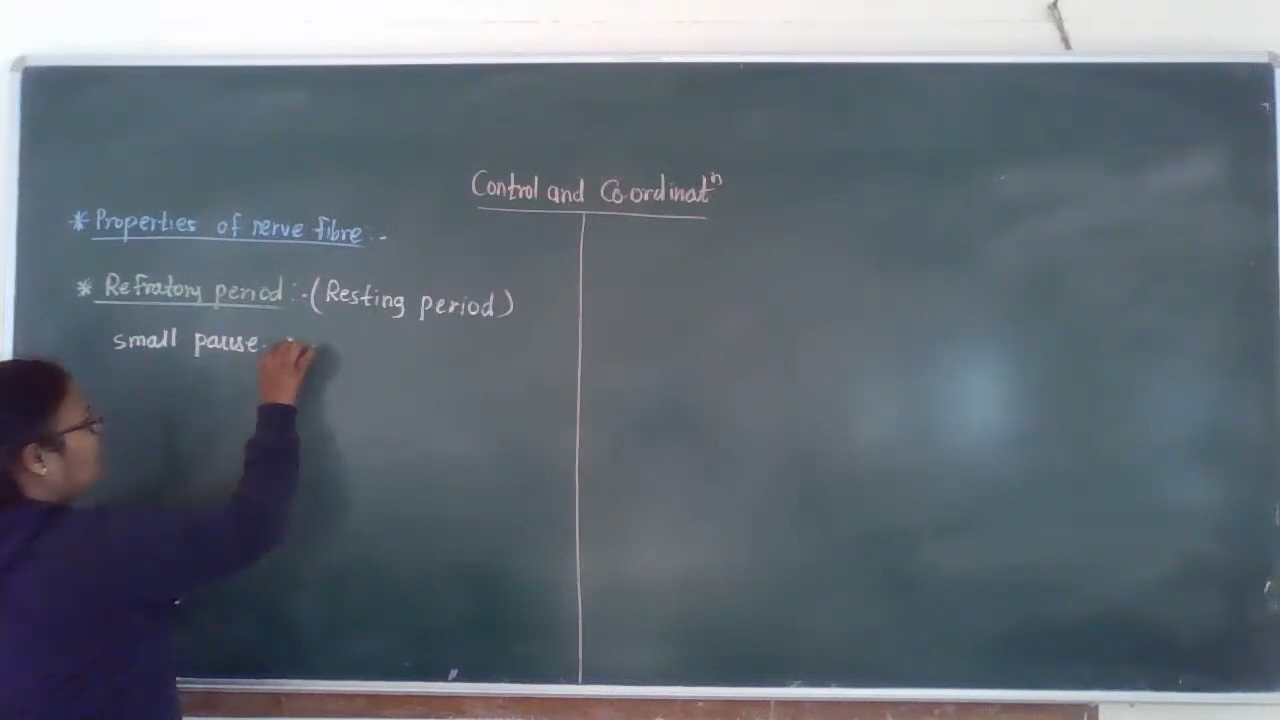 Control and Co-ordinatⁿ
* Properties of nerve fibre :-
* Refratory period :- (Resting period)
small pause